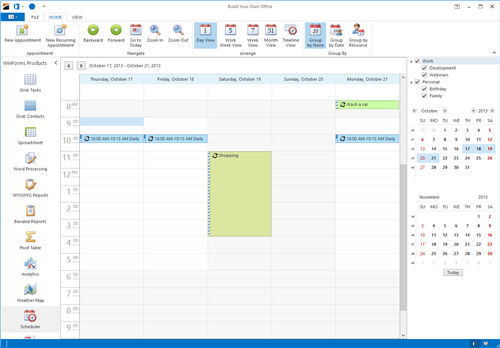 Build Your Own Office
FILE HOME VIEW
New Appointment
New Recurring Appointment
Backward
Forward
Go to Today
Zoom In
Zoom Out
Day View
Work Week View
Week View
Month View
Timeline View
Group by None
Group by Date
Group by Resource
Appointment Navigate Arrange Group By
WinForms Products
Grid: Tasks
Grid: Contacts
Spreadsheet
Word Processing
WYSIWYG Reports
Banded Reports
Pivot Table
Analytics
Weather Map
Scheduler
October 17, 2013 - October 21, 2013
Thursday, October 17 Friday, October 18 Saturday, October 19 Sunday, October 20 Monday, October 21
8 AM Wash a car
9 00
10 00 10:00 AM-10:15 AM Daily 10:00 AM-10:15 AM Daily 10:00 AM-10:15 AM Daily
11 00 Shopping
12 PM
1 00
2 00
3 00
4 00
5 00
6 00
7 00
8 00
9 00
Work
Development
Webinars
Personal
Birthday
Family
October 2013
SU MO TU WE TH FR SA
1 2 3 4 5
6 7 8 9 10 11 12
13 14 15 16 17 18 19
20 21 22 23 24 25 26
27 28 29 30 31
November 2013
SU MO TU WE TH FR SA
1 2
3 4 5 6 7 8 9
10 11 12 13 14 15 16
17 18 19 20 21 22 23
24 25 26 27 28 29 30
Today